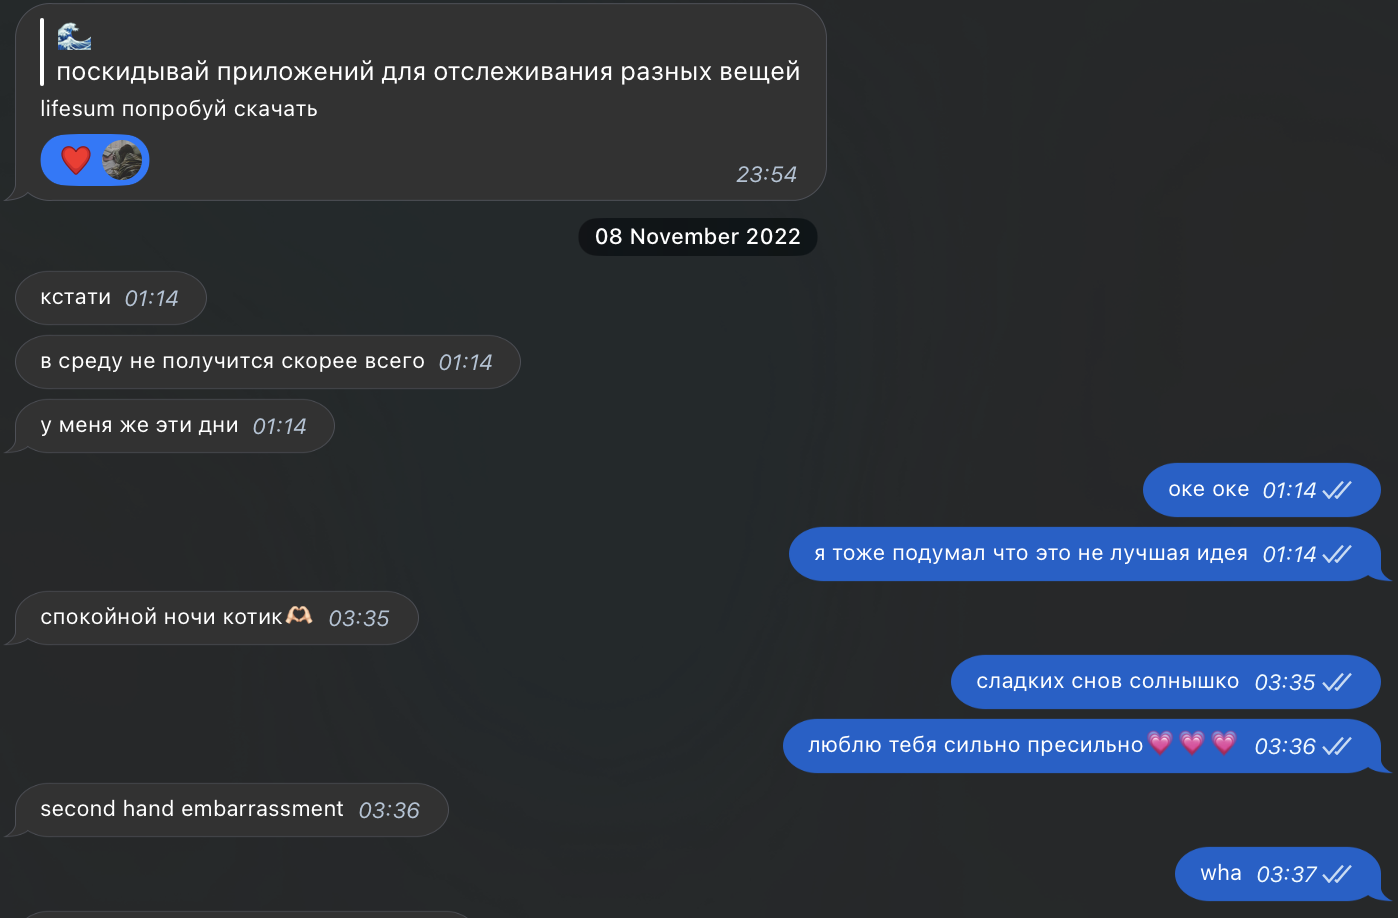 🌊
поскидывай приложений для отслеживания разных вещей
lifesum попробуй скачать
❤️
23:54
08 November 2022
кстати 01:14
в среду не получится скорее всего 01:14
у меня же эти дни 01:14
оке оке 01:14
я тоже подумал что это не лучшая идея 01:14
спокойной ночи котик🫶🏻 03:35
сладких снов солнышко 03:35
люблю тебя сильно пресильно💗💗💗 03:36
second hand embarrassment 03:36
wha 03:37